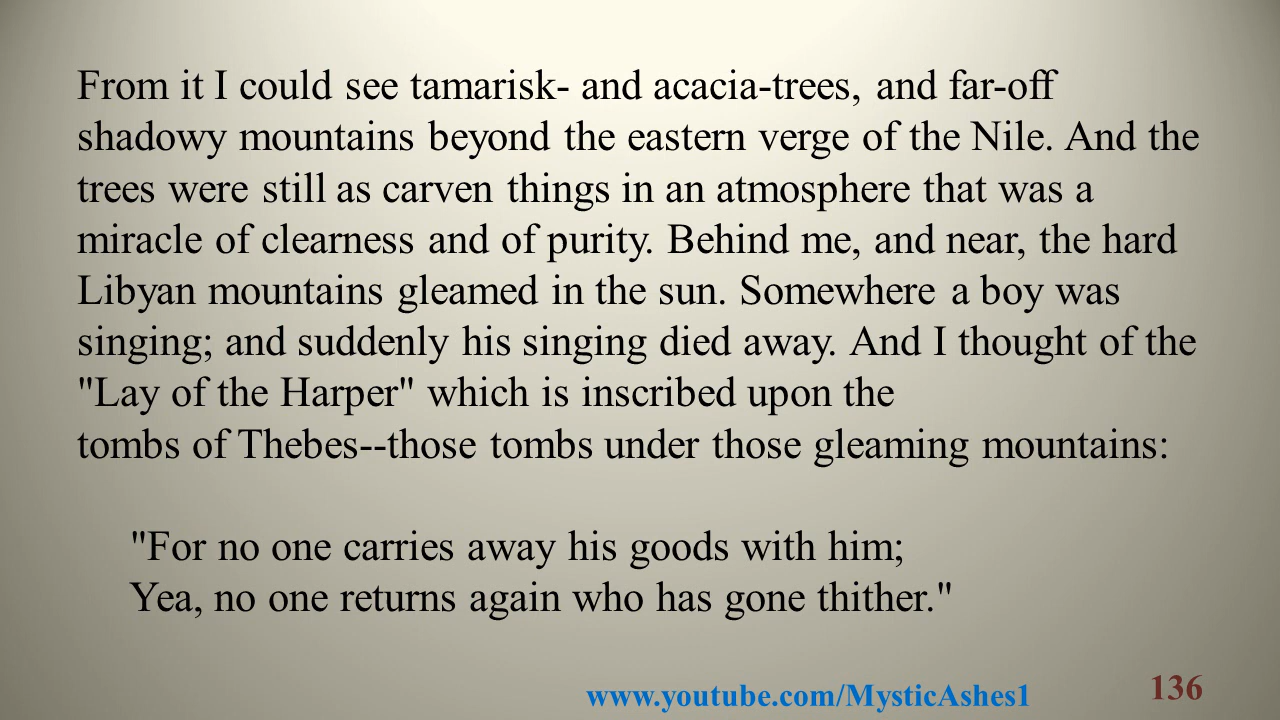 From it I could see tamarisk- and acacia-trees, and far-off
shadowy mountains beyond the eastern verge of the Nile. And the
trees were still as carven things in an atmosphere that was a
miracle of clearness and of purity. Behind me, and near, the hard
Libyan mountains gleamed in the sun. Somewhere a boy was
singing; and suddenly his singing died away. And I thought of the
"Lay of the Harper" which is inscribed upon the
tombs of Thebes--those tombs under those gleaming mountains:
"For no one carries away his goods with him;
Yea, no one returns again who has gone thither."
www.youtube.com/MysticAshes1
136